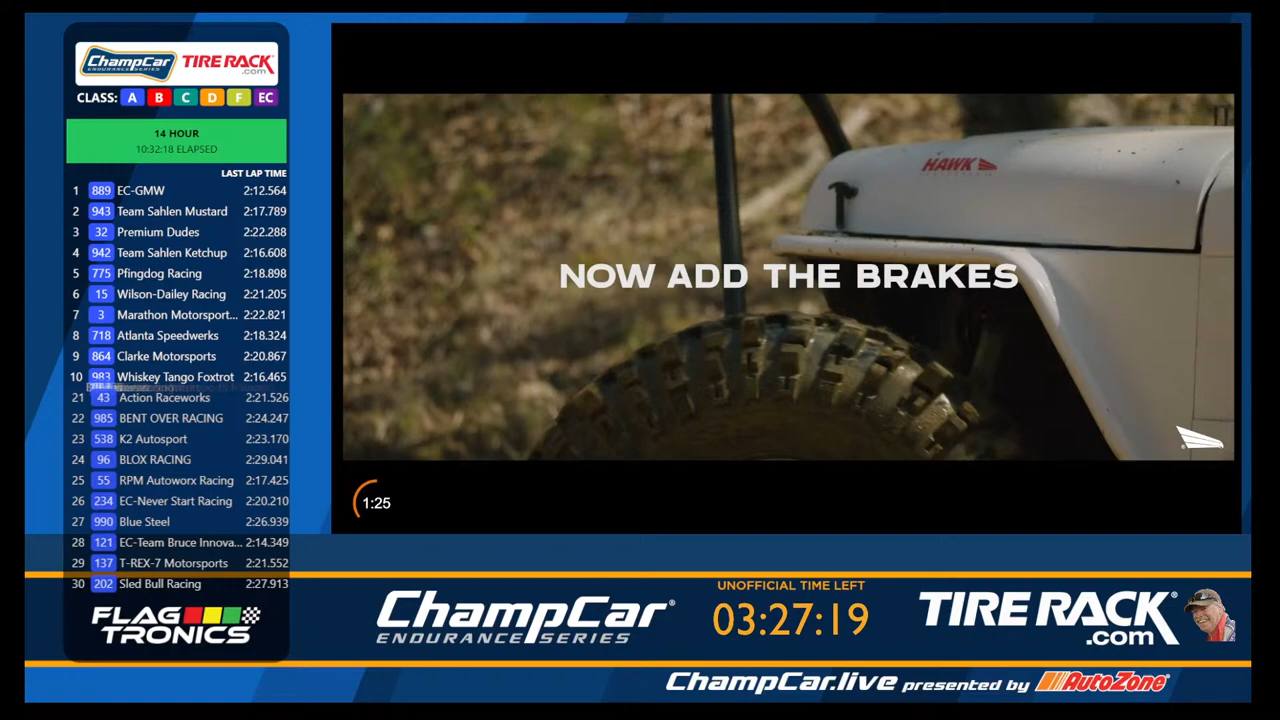 ChampCar
ENDURANCE SERIES
TIRE RACK
.com
CLASS: A B C D F EC
14 HOUR
10:32:18 ELAPSED
LAST LAP TIME
1 889 EC-GMW 2:12.564
2 943 Team Sahlen Mustard 2:17.789
3 32 Premium Dudes 2:22.288
4 942 Team Sahlen Ketchup 2:16.608
5 775 Pfingdog Racing 2:18.898
6 15 Wilson-Dailey Racing 2:21.205
7 3 Marathon Motorsport... 2:22.821
8 718 Atlanta Speedwerks 2:18.324
9 864 Clarke Motorsports 2:20.867
10 983 Whiskey Tango Foxtrot 2:16.465
21 43 Action Raceworks 2:21.526
22 985 BENT OVER RACING 2:24.247
23 538 K2 Autosport 2:23.170
24 96 BLOX RACING 2:29.041
25 55 RPM Autoworx Racing 2:17.425
26 234 EC-Never Start Racing 2:20.210
27 990 Blue Steel 2:26.939
28 121 EC-Team Bruce Innova... 2:14.349
29 137 T-REX-7 Motorsports 2:21.552
30 202 Sled Bull Racing 2:27.913
FLAG
TRONICS
HAWK
NOW ADD THE BRAKES
1:25
ChampCar®
ENDURANCE SERIES
UNOFFICIAL TIME LEFT
03:27:19
TIRE RACK®
.com
ChampCar.live presented by AutoZone